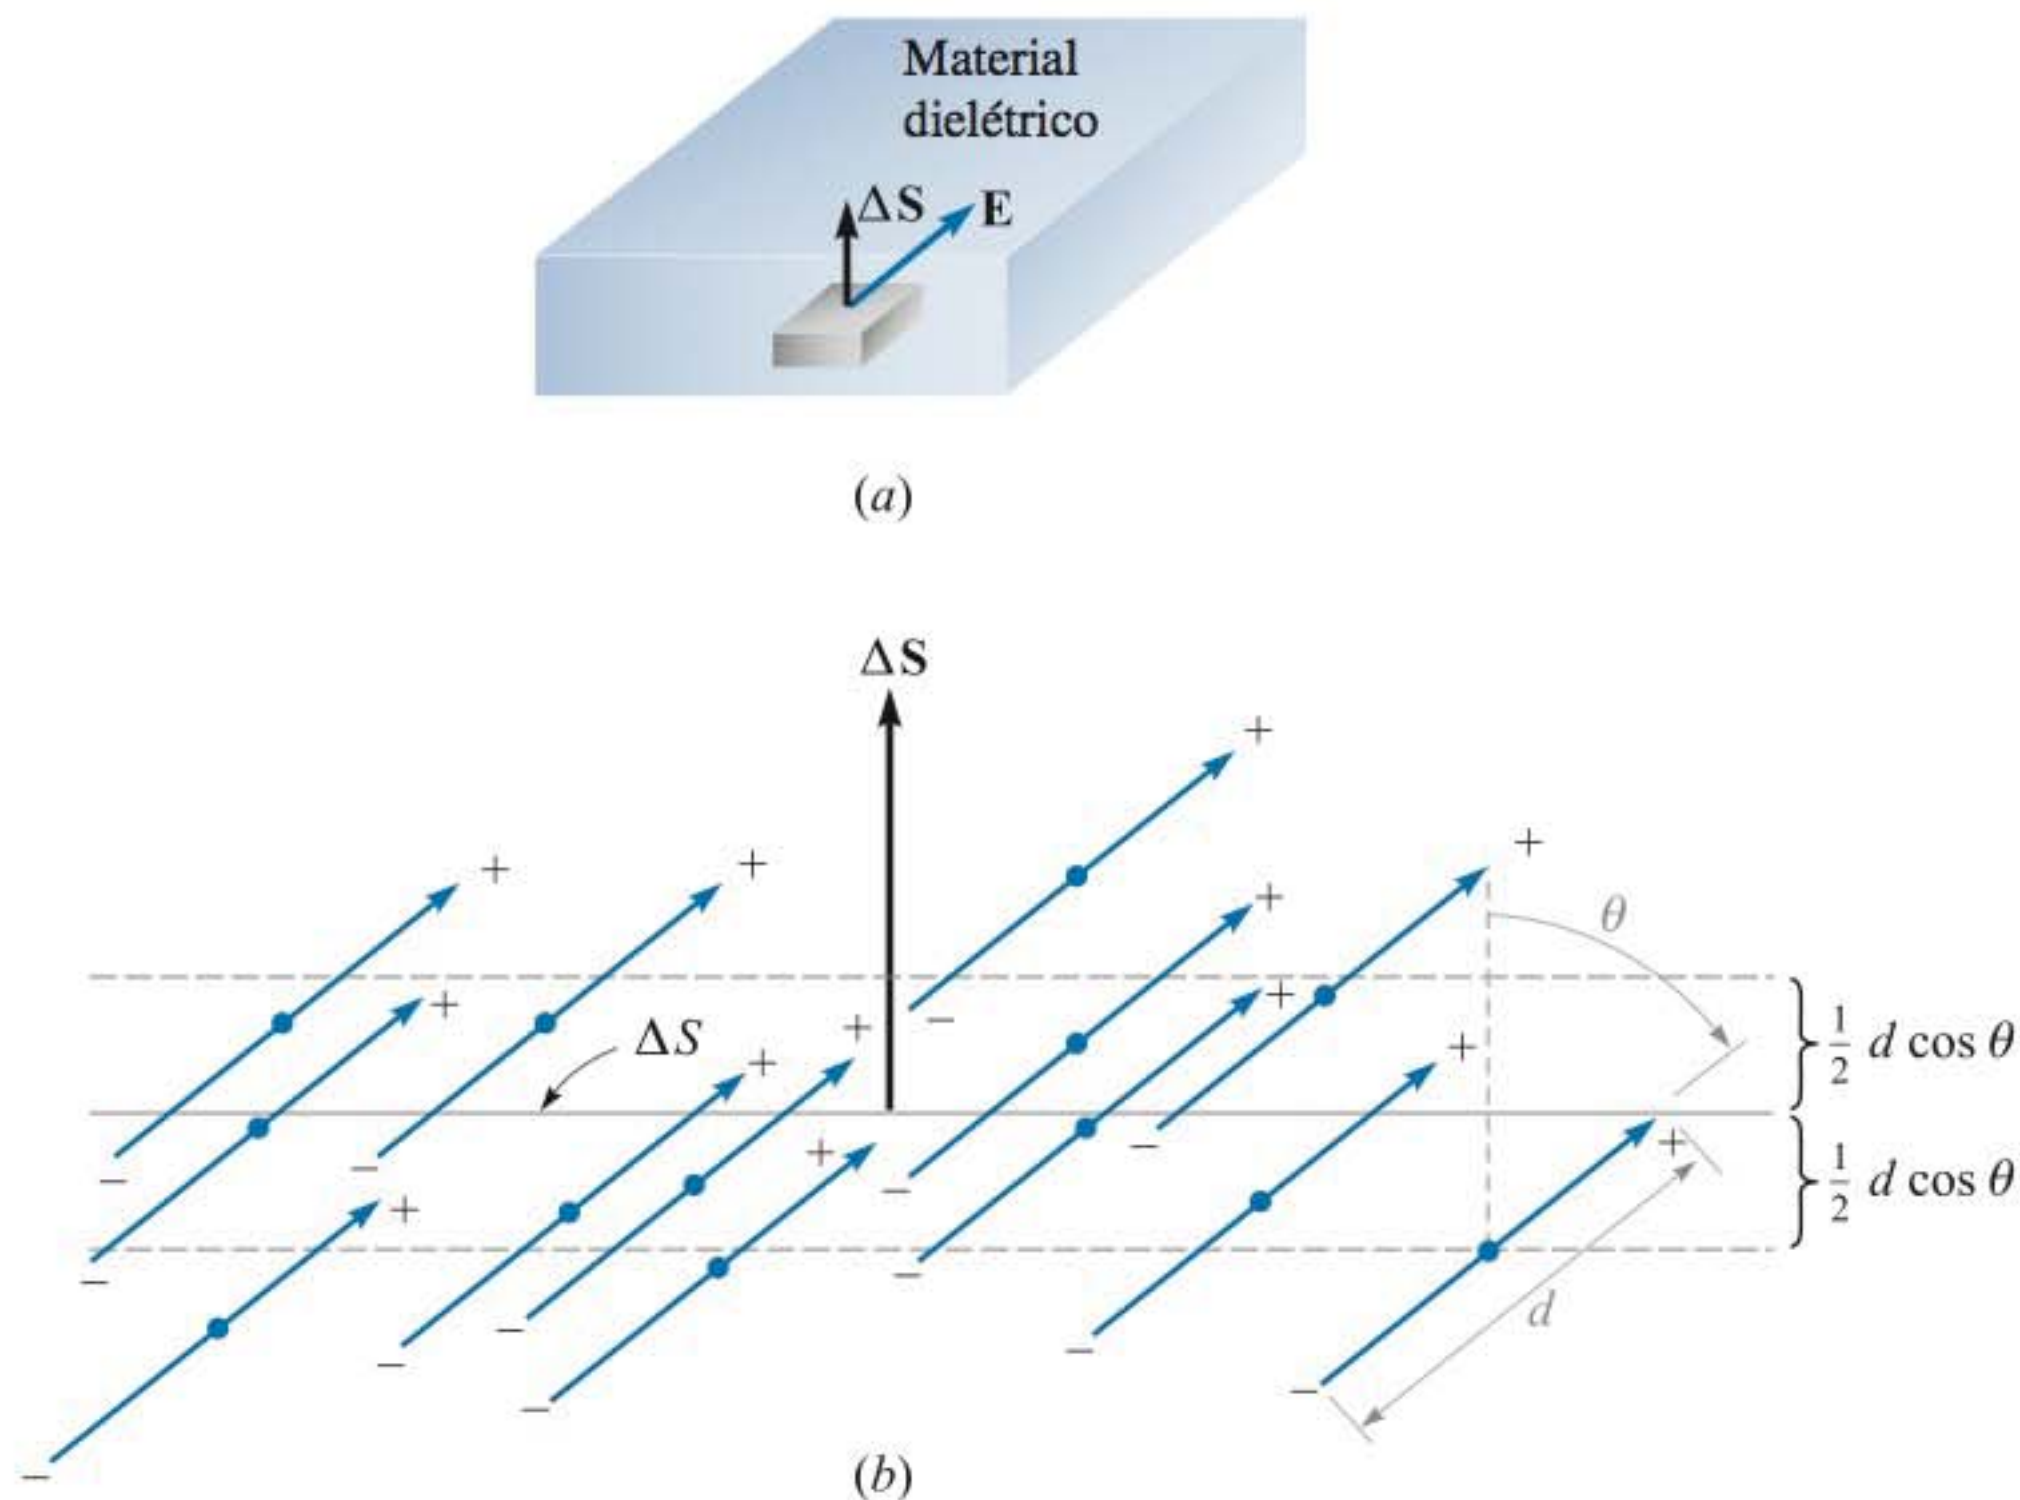 Material
dielétrico
ΔS
E
(a)
ΔS
+
+
+
+
+
θ
+
+
+
+
ΔS
+
+
½ d cos θ
−
−
−
−
+
+
½ d cos θ
−
+
−
−
−
−
−
d
−
−
−
(b)